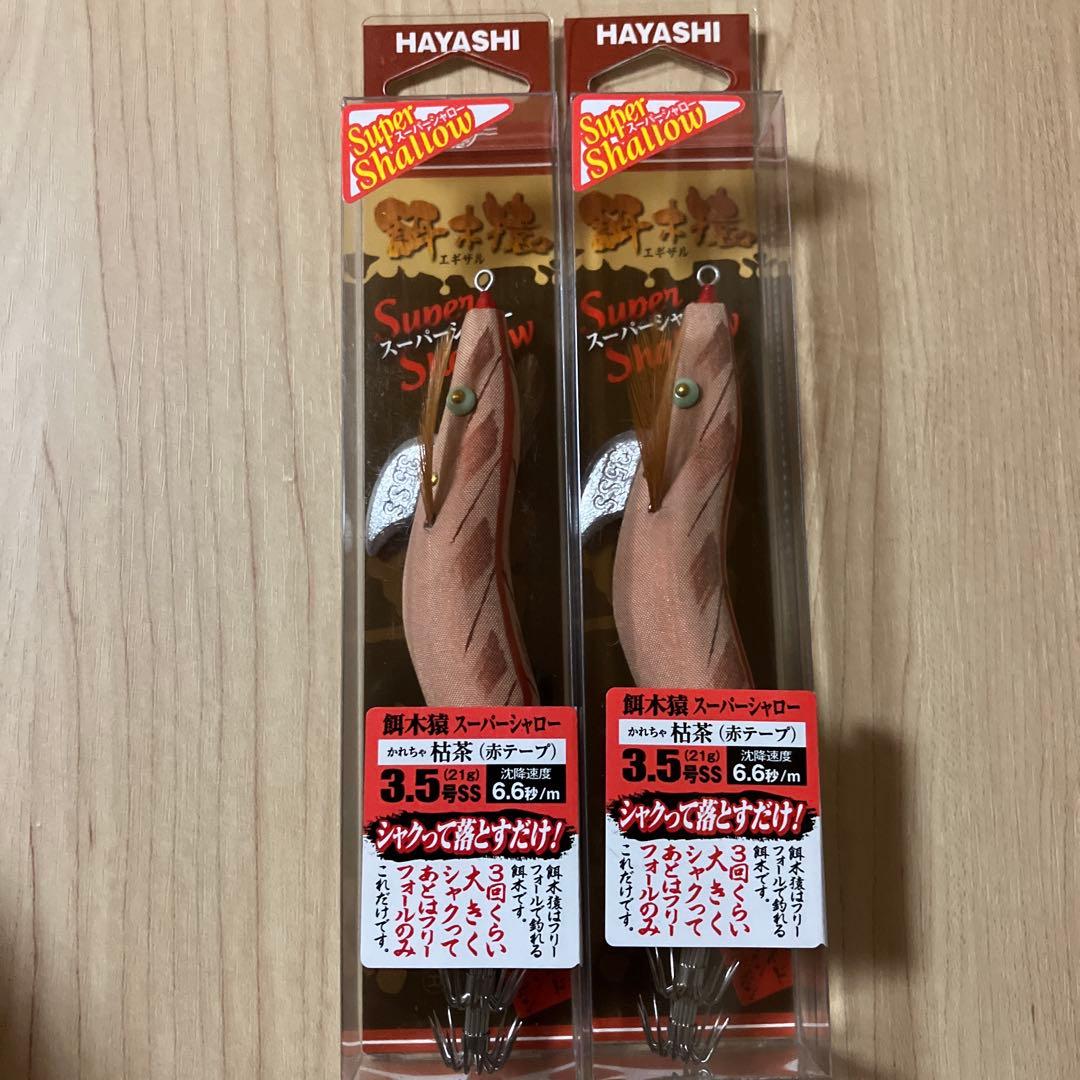 HAYASHI
Super
スーパーシャロー
Shallow
餌木猿
エギザル
Super
スーパーシ
Shallow
3.5SS
餌木猿 スーパーシャロー
かれちゃ 枯茶(赤テープ)
3.5号SS (21g) 沈降速度 6.6秒/m
シャクって落とすだけ!
餌木猿はフリー
フォールで釣れる
餌木です。
3回くらい
大きく
シャクって
あとはフリー
フォールのみ
これだけです。
HAYASHI
Super
スーパーシャロー
Shallow
餌木猿
エギザル
Super
スーパーシャ
Shallow
3.5SS
餌木猿 スーパーシャロー
かれちゃ 枯茶(赤テープ)
3.5号SS (21g) 沈降速度 6.6秒/m
シャクって落とすだけ!
餌木猿はフリー
フォールで釣れる
餌木です。
3回くらい
大きく
シャクって
あとはフリー
フォールのみ
これだけです。